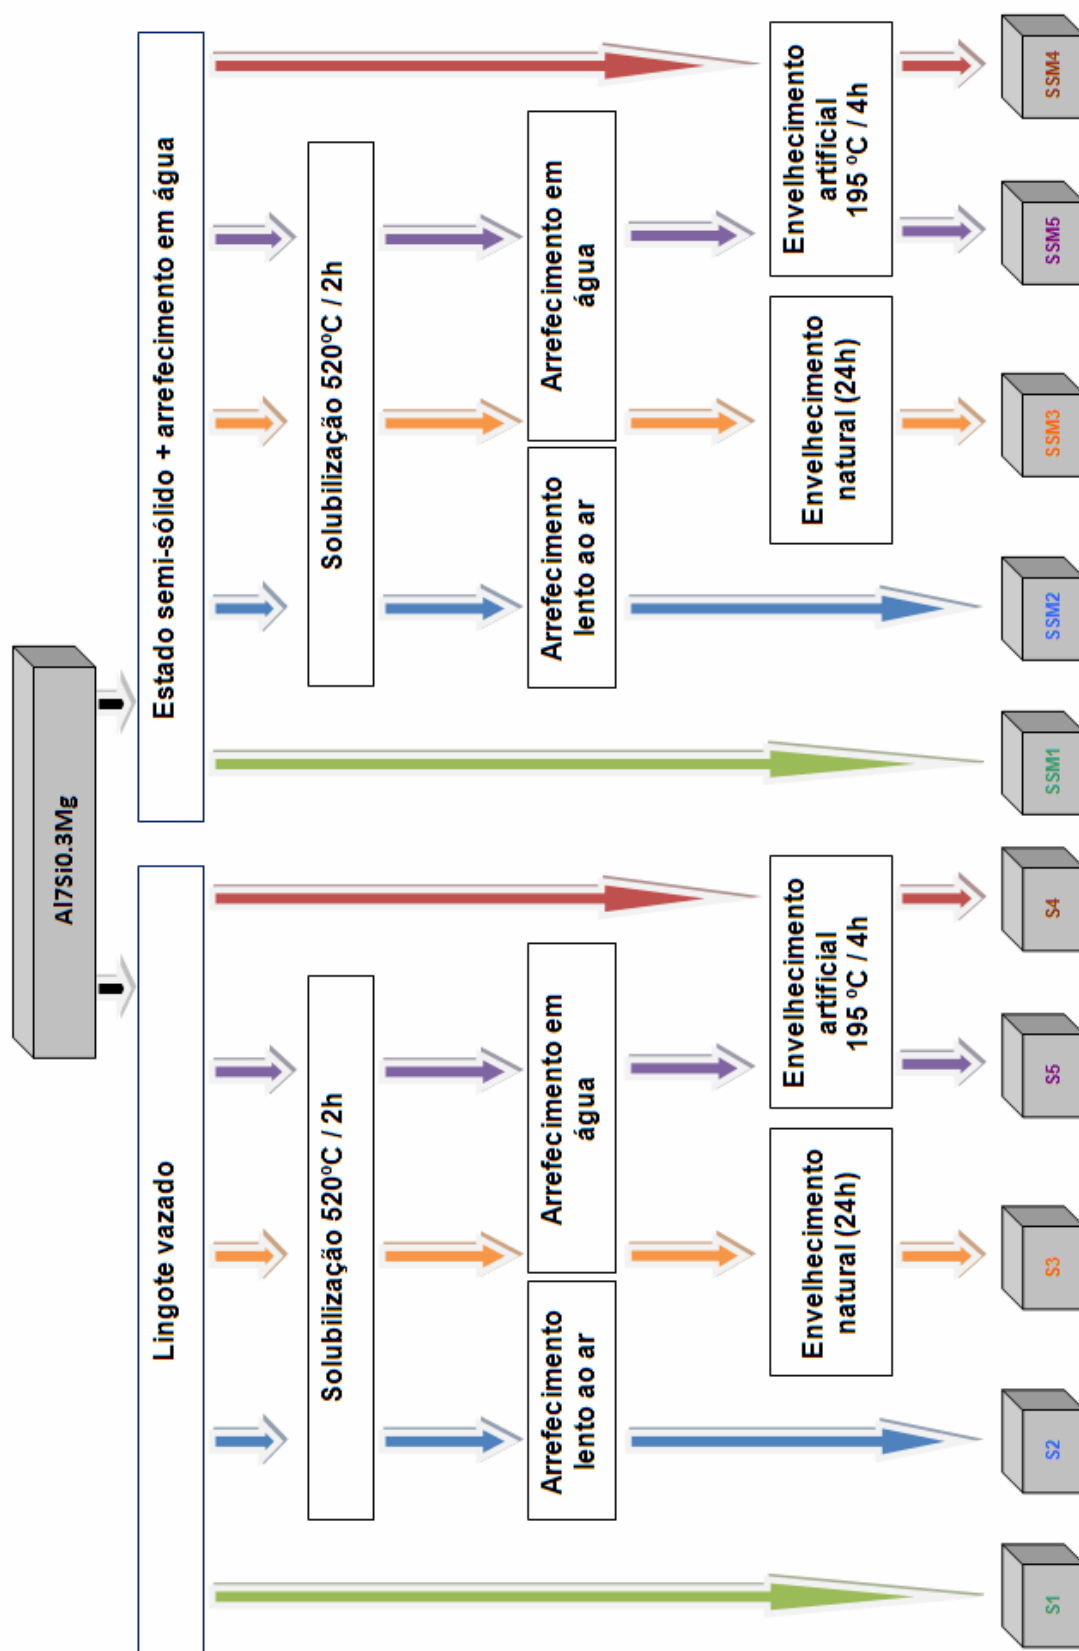 Al7Si0.3Mg
Lingote vazado
Estado semi-sólido + arrefecimento em água
Solubilização 520ºC / 2h
Solubilização 520ºC / 2h
Arrefecimento
lento ao ar
Arrefecimento em
água
Arrefecimento
lento ao ar
Arrefecimento em
água
Envelhecimento
natural (24h)
Envelhecimento
artificial
195 ºC / 4h
Envelhecimento
natural (24h)
Envelhecimento
artificial
195 ºC / 4h
S1
S2
S3
S5
S4
SSM1
SSM2
SSM3
SSM5
SSM4